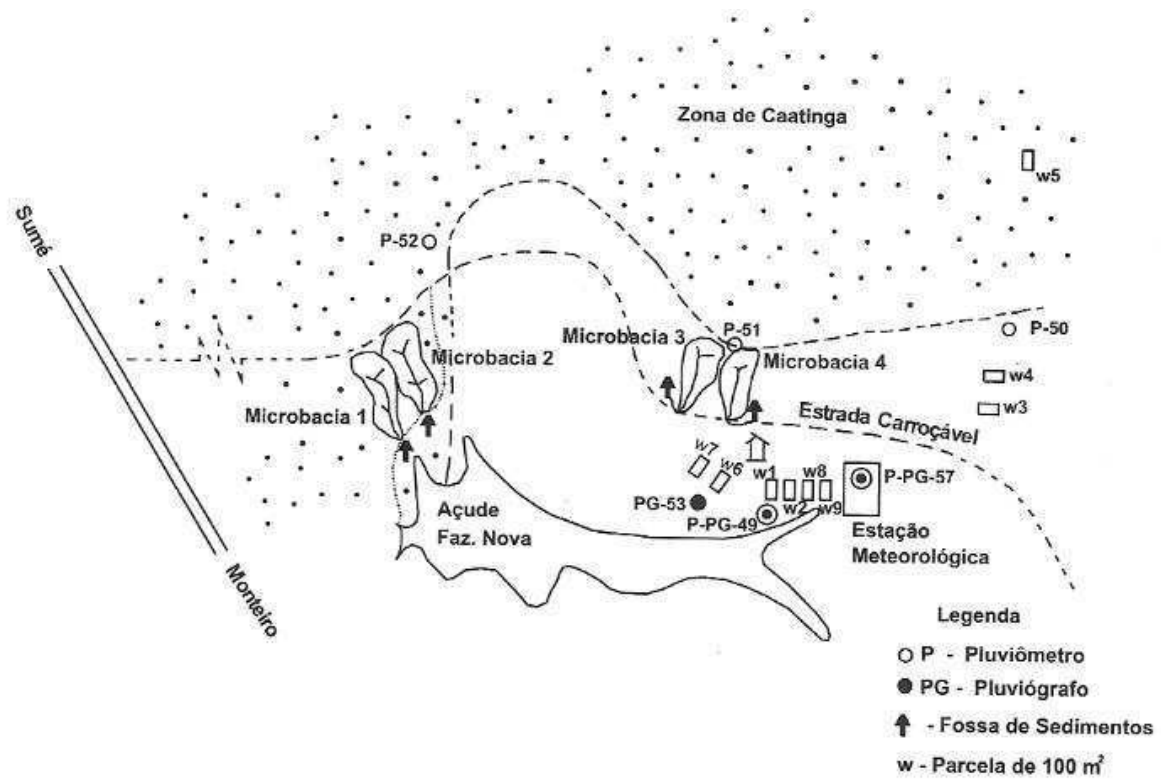 Zona de Caatinga
w5
Sumé
P-52
P-51
P-50
Microbacia 3
Microbacia 2
Microbacia 4
w4
w3
Microbacia 1
Estrada Carroçável
w7
w6
w1
w8
P-PG-57
PG-53
w2
w9
P-PG-49
Açude
Faz. Nova
Estação
Meteorológica
Monteiro
Legenda
P - Pluviômetro
PG - Pluviógrafo
- Fossa de Sedimentos
w - Parcela de 100 m²